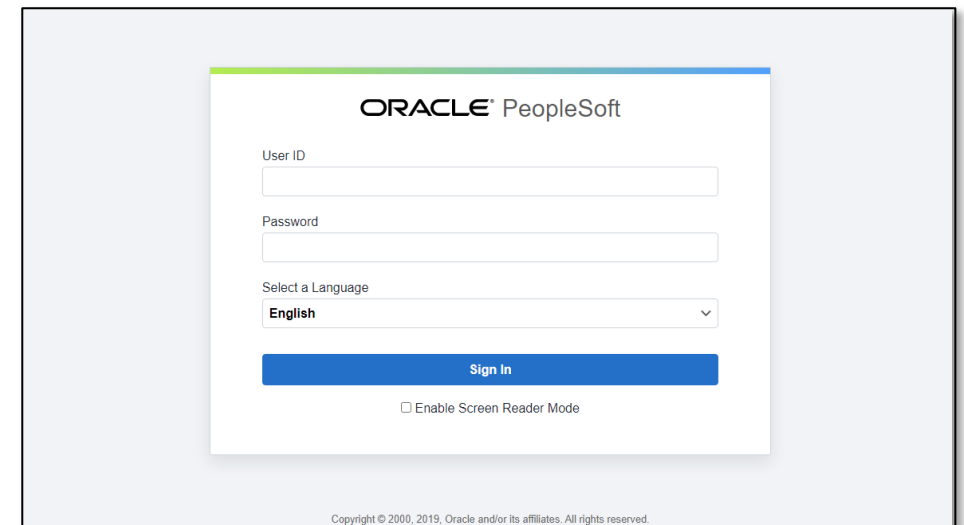 ORACLE® PeopleSoft
User ID
Password
Select a Language
English
Sign In
Enable Screen Reader Mode
Copyright © 2000, 2019, Oracle and/or its affiliates. All rights reserved.